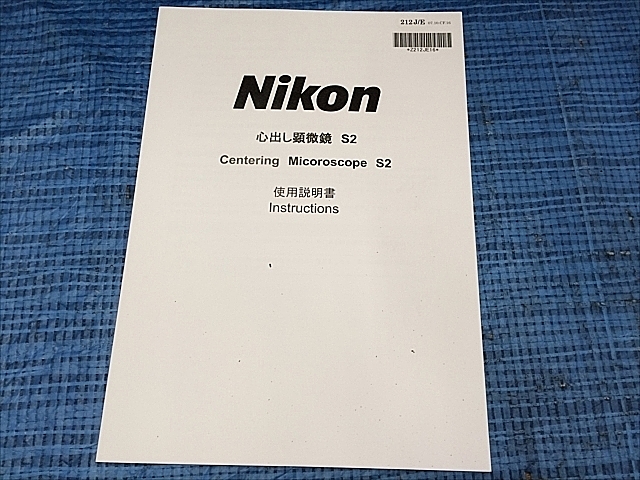 212J/E
*Z212JE16*
Nikon
心出し顕微鏡 S2
Centering Micoroscope S2
使用説明書
Instructions